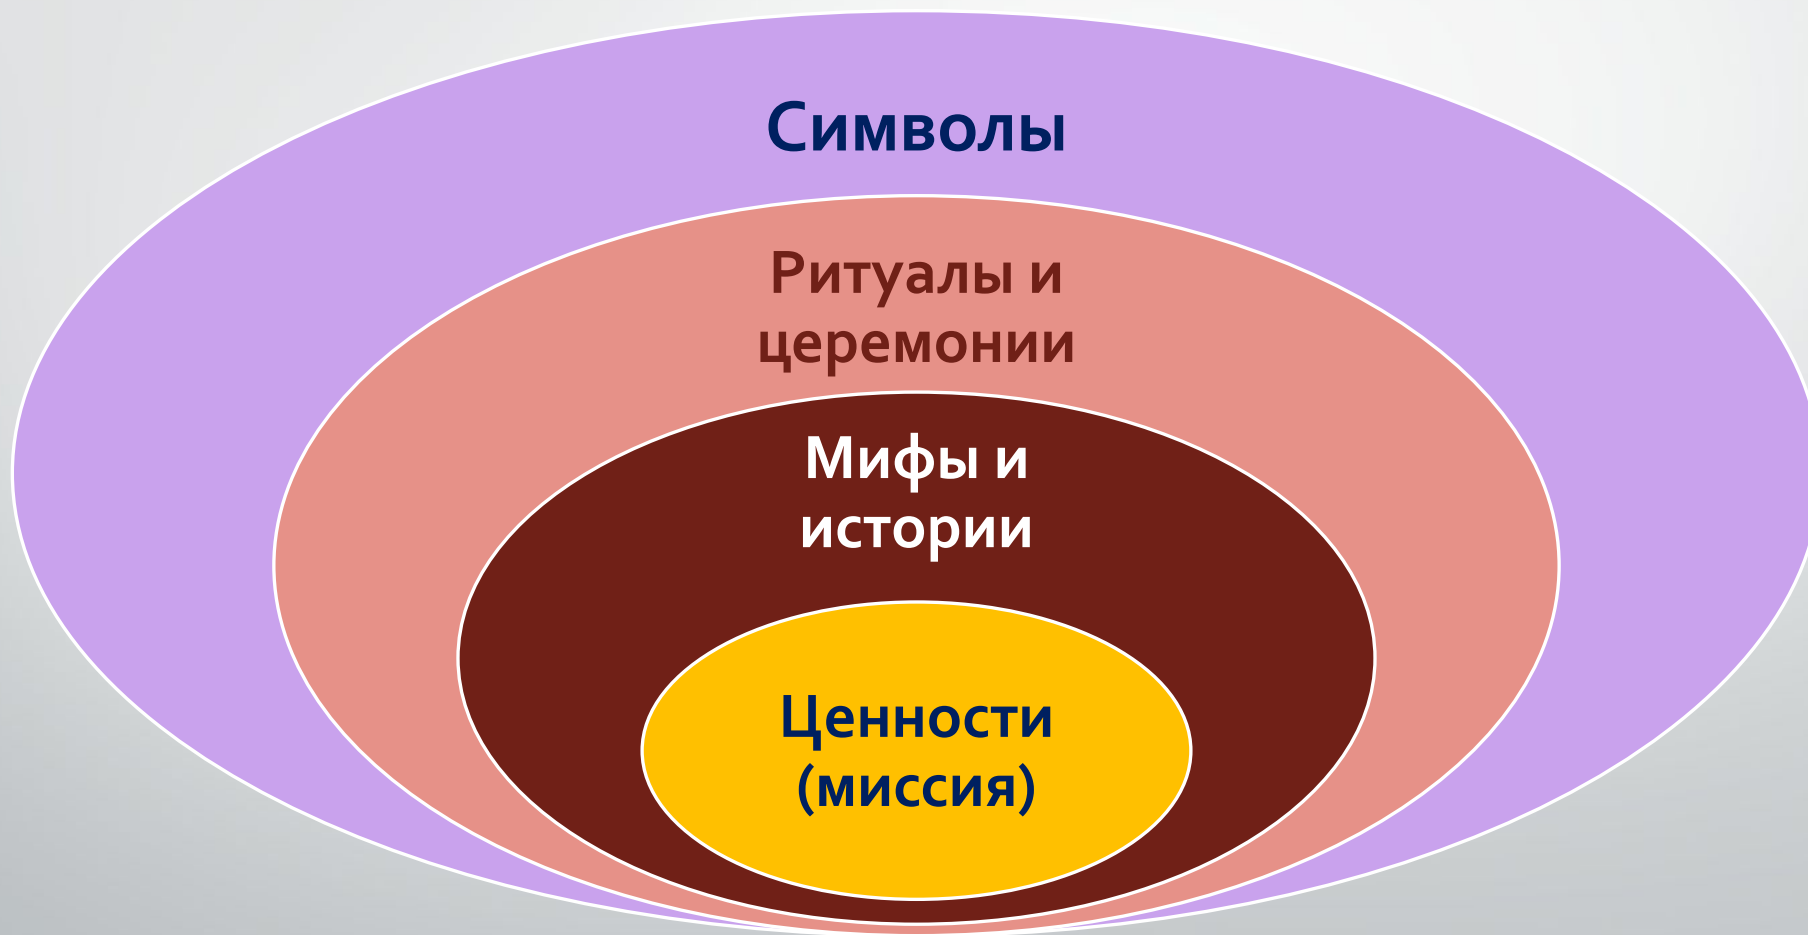 Символы
Ритуалы и
церемонии
Мифы и
истории
Ценности
(миссия)